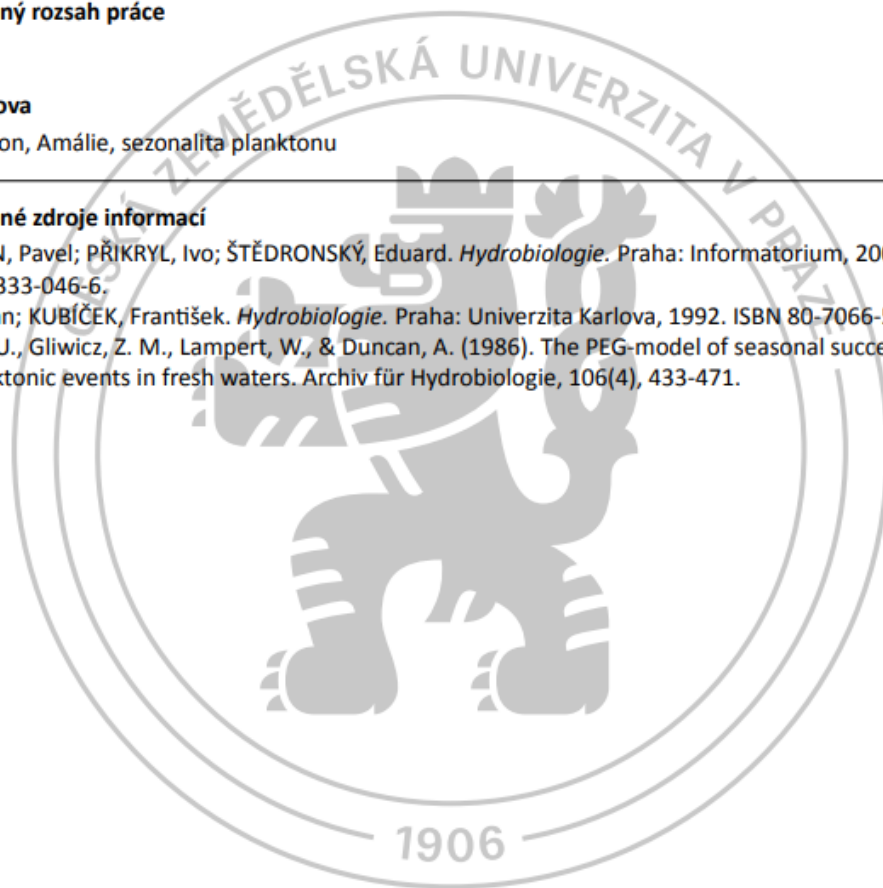 ný rozsah práce
ova
on, Amálie, sezonalita planktonu
né zdroje informací
N, Pavel; PŘIKRYL, Ivo; ŠTĚDRONSKÝ, Eduard. Hydrobiologie. Praha: Informatorium, 200
333-046-6.
n; KUBÍČEK, František. Hydrobiologie. Praha: Univerzita Karlova, 1992. ISBN 80-7066-
U., Gliwicz, Z. M., Lampert, W., & Duncan, A. (1986). The PEG-model of seasonal succe
ktonic events in fresh waters. Archiv für Hydrobiologie, 106(4), 433-471.
ČESKÁ ZEMĚDĚLSKÁ UNIVERZITA V PRAZE
1906